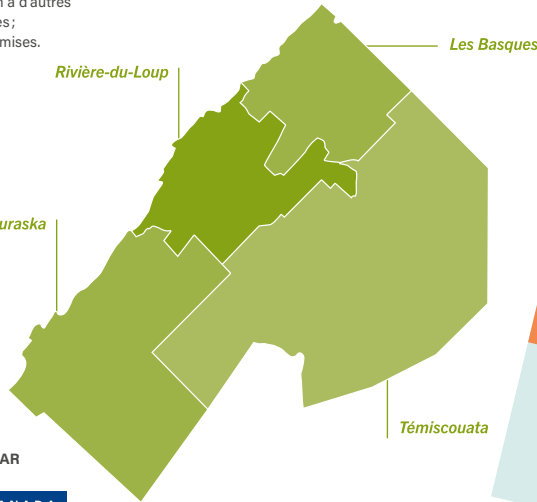 à d'autres
es ;
mises.
Les Basques
Rivière-du-Loup
uraska
Témiscouata
AR